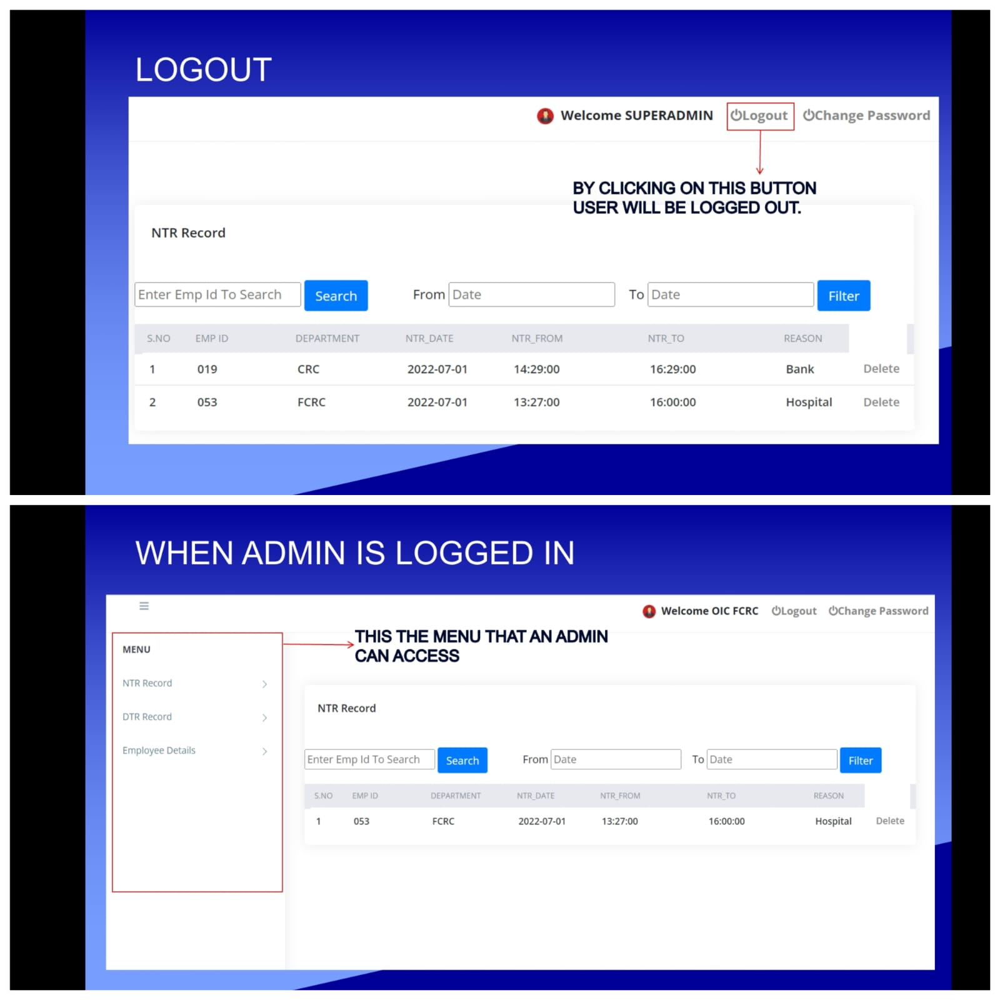 LOGOUT
Welcome SUPERADMIN Logout Change Password
BY CLICKING ON THIS BUTTON
USER WILL BE LOGGED OUT.
NTR Record
Enter Emp Id To Search Search From Date To Date Filter
S.NO EMP ID DEPARTMENT NTR_DATE NTR_FROM NTR_TO REASON
1 019 CRC 2022-07-01 14:29:00 16:29:00 Bank Delete
2 053 FCRC 2022-07-01 13:27:00 16:00:00 Hospital Delete
WHEN ADMIN IS LOGGED IN
Welcome OIC FCRC Logout Change Password
THIS THE MENU THAT AN ADMIN
CAN ACCESS
MENU
NTR Record
DTR Record
Employee Details
NTR Record
Enter Emp Id To Search Search From Date To Date Filter
S.NO EMP ID DEPARTMENT NTR_DATE NTR_FROM NTR_TO REASON
1 053 FCRC 2022-07-01 13:27:00 16:00:00 Hospital Delete